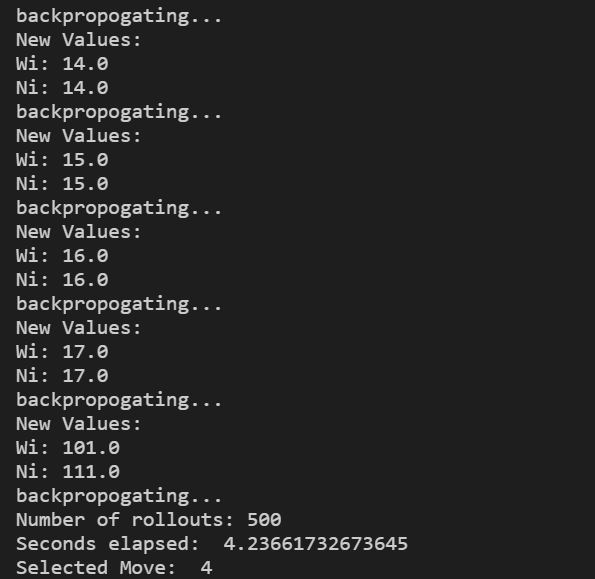 backpropogating...
New Values:
Wi: 14.0
Ni: 14.0
backpropogating...
New Values:
Wi: 15.0
Ni: 15.0
backpropogating...
New Values:
Wi: 16.0
Ni: 16.0
backpropogating...
New Values:
Wi: 17.0
Ni: 17.0
backpropogating...
New Values:
Wi: 101.0
Ni: 111.0
backpropogating...
Number of rollouts: 500
Seconds elapsed:  4.23661732673645
Selected Move:  4